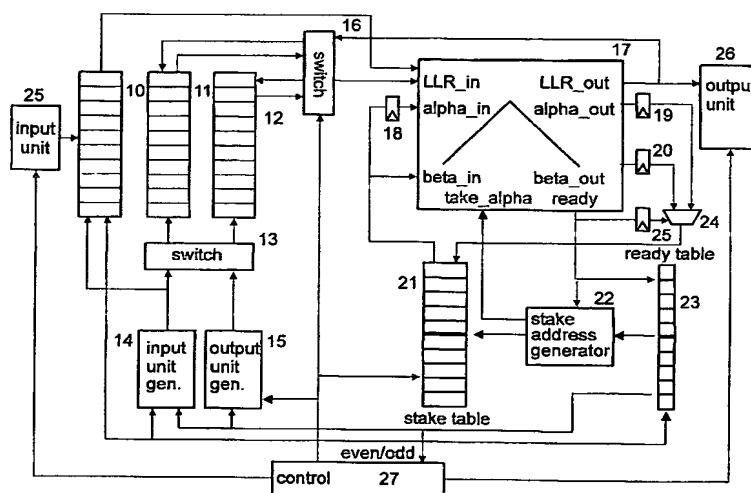 16
switch
17
26
10
11
12
LLR_in
LLR_out
output unit
25
input unit
18
alpha_in
alpha_out
19
20
beta_in
beta_out
take_alpha
ready
13
switch
25
24
ready table
21
22
23
14
input unit gen.
output unit gen.
15
stake address generator
stake table
even/odd
control
27